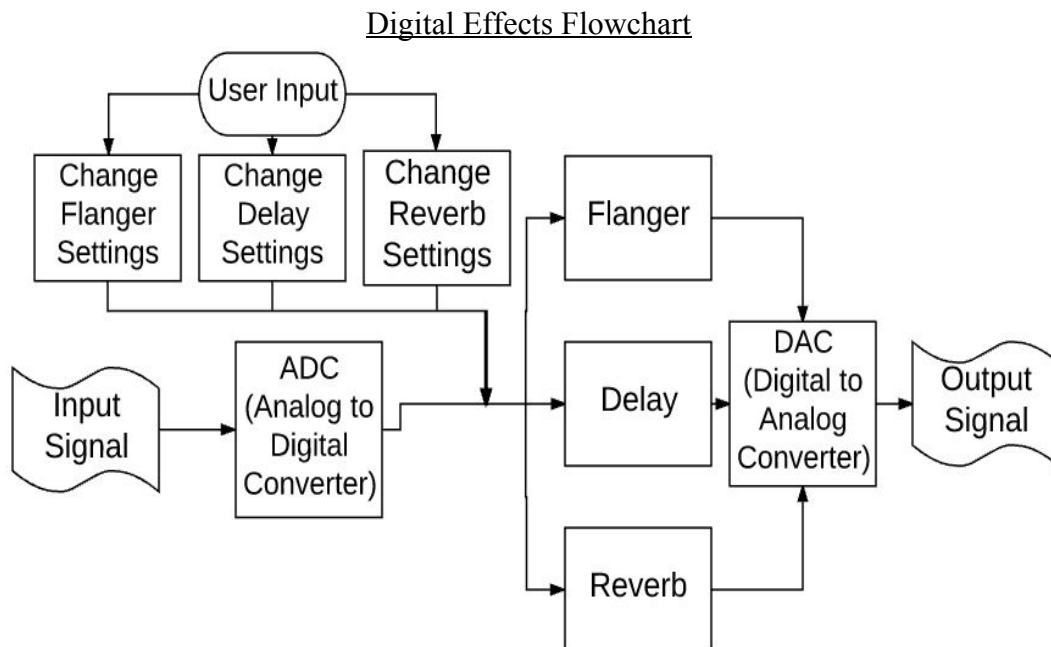 Digital Effects Flowchart
User Input
Change
Flanger
Settings
Change
Delay
Settings
Change
Reverb
Settings
Flanger
Input
Signal
ADC
(Analog to
Digital
Converter)
Delay
DAC
(Digital to
Analog
Converter)
Output
Signal
Reverb